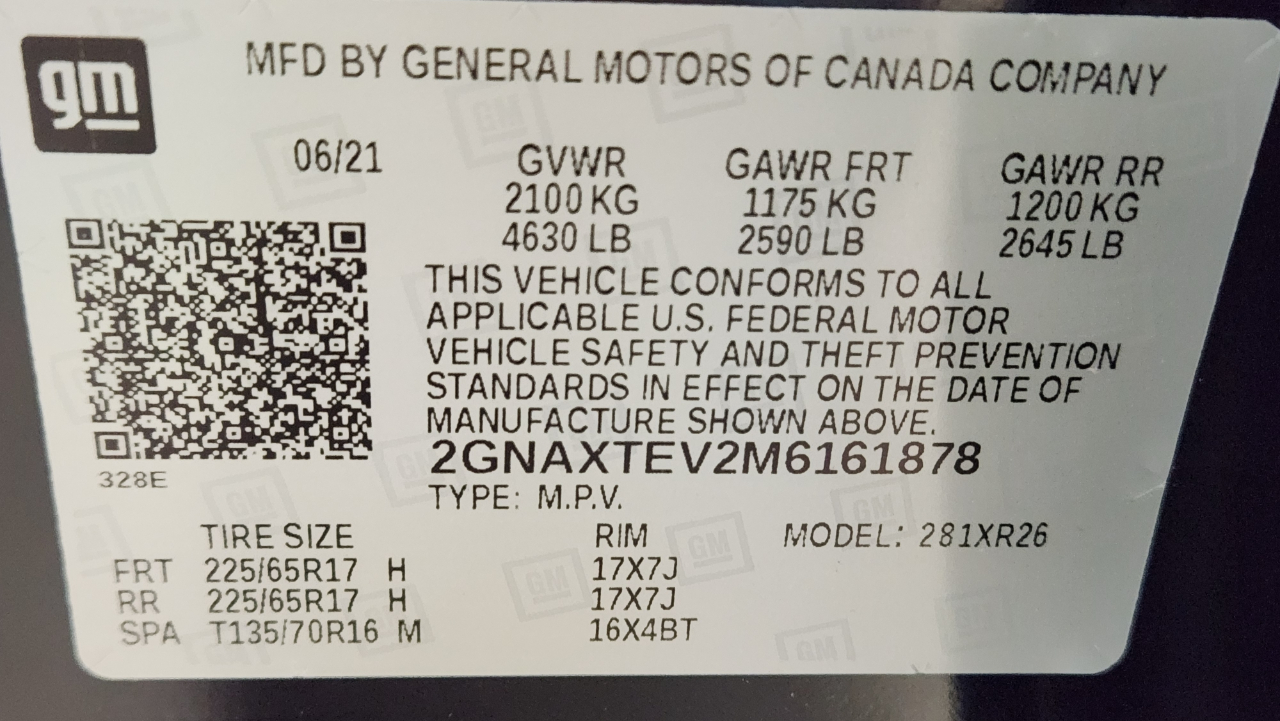 gm
MFD BY GENERAL MOTORS OF CANADA COMPANY
06/21 GVWR GAWR FRT GAWR RR
2100 KG 1175 KG 1200 KG
4630 LB 2590 LB 2645 LB
THIS VEHICLE CONFORMS TO ALL
APPLICABLE U.S. FEDERAL MOTOR
VEHICLE SAFETY AND THEFT PREVENTION
STANDARDS IN EFFECT ON THE DATE OF
MANUFACTURE SHOWN ABOVE.
2GNAXTEV2M6161878
328E
TYPE: M.P.V.
TIRE SIZE RIM MODEL: 281XR26
FRT 225/65R17 H 17X7J
RR 225/65R17 H 17X7J
SPA T135/70R16 M 16X4BT